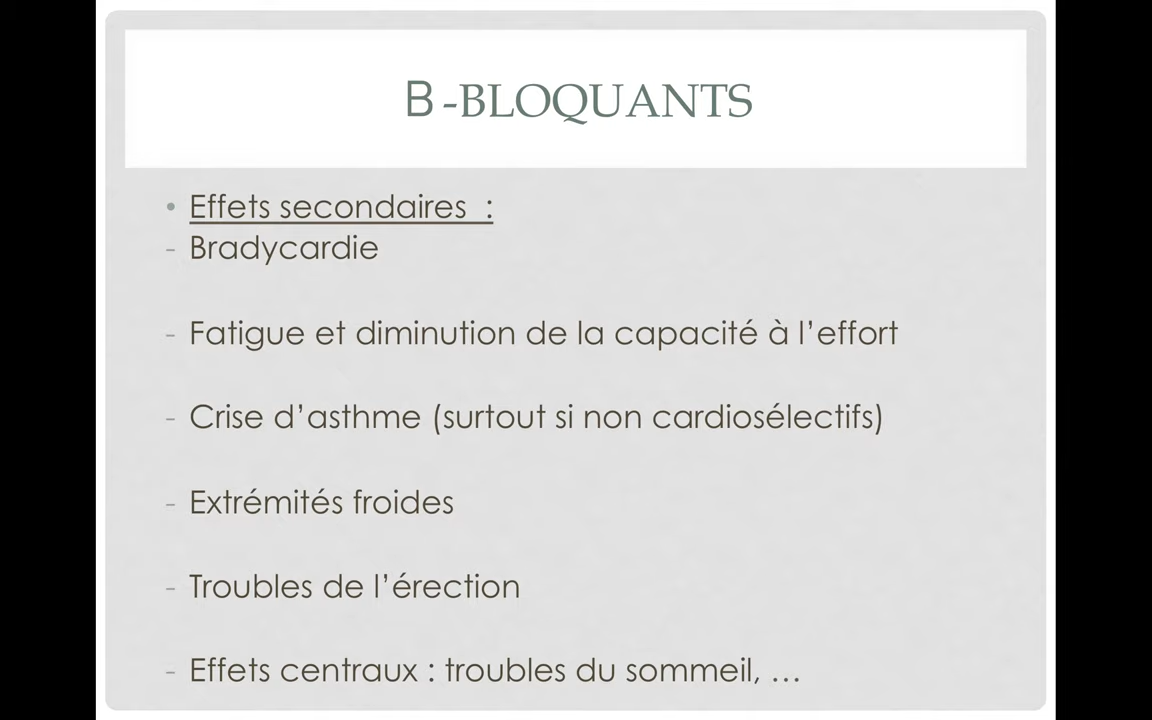 B -BLOQUANTS
• Effets secondaires :
- Bradycardie
- Fatigue et diminution de la capacité à l’effort
- Crise d’asthme (surtout si non cardiosélectifs)
- Extrémités froides
- Troubles de l’érection
- Effets centraux : troubles du sommeil, …